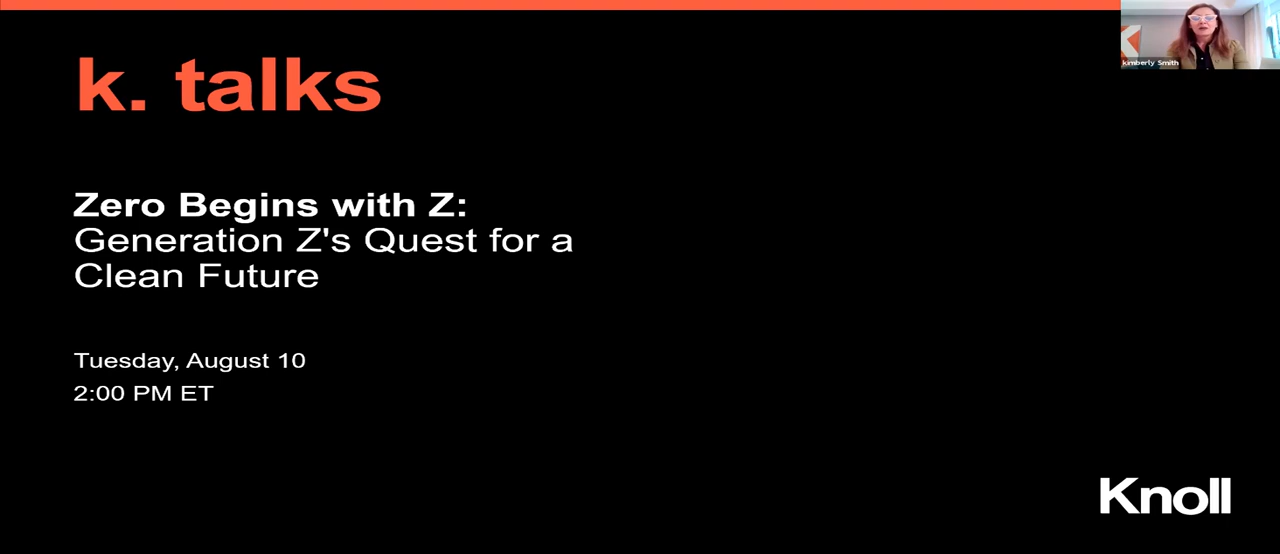 k. talks
kimberly Smith
Zero Begins with Z:
Generation Z's Quest for a
Clean Future
Tuesday, August 10
2:00 PM ET
Knoll